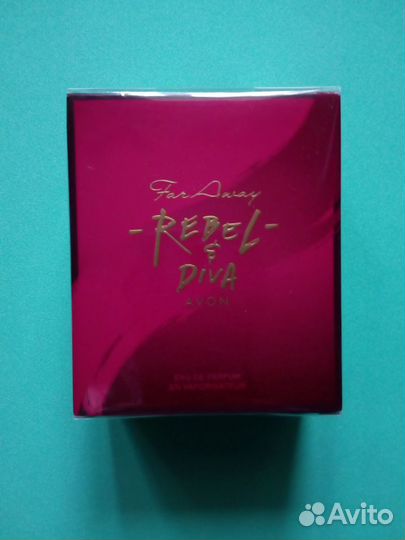 Far Away
- REBEL -
&
DIVA
AVON
EAU DE PARFUM
EN VAPORISATEUR
Avito